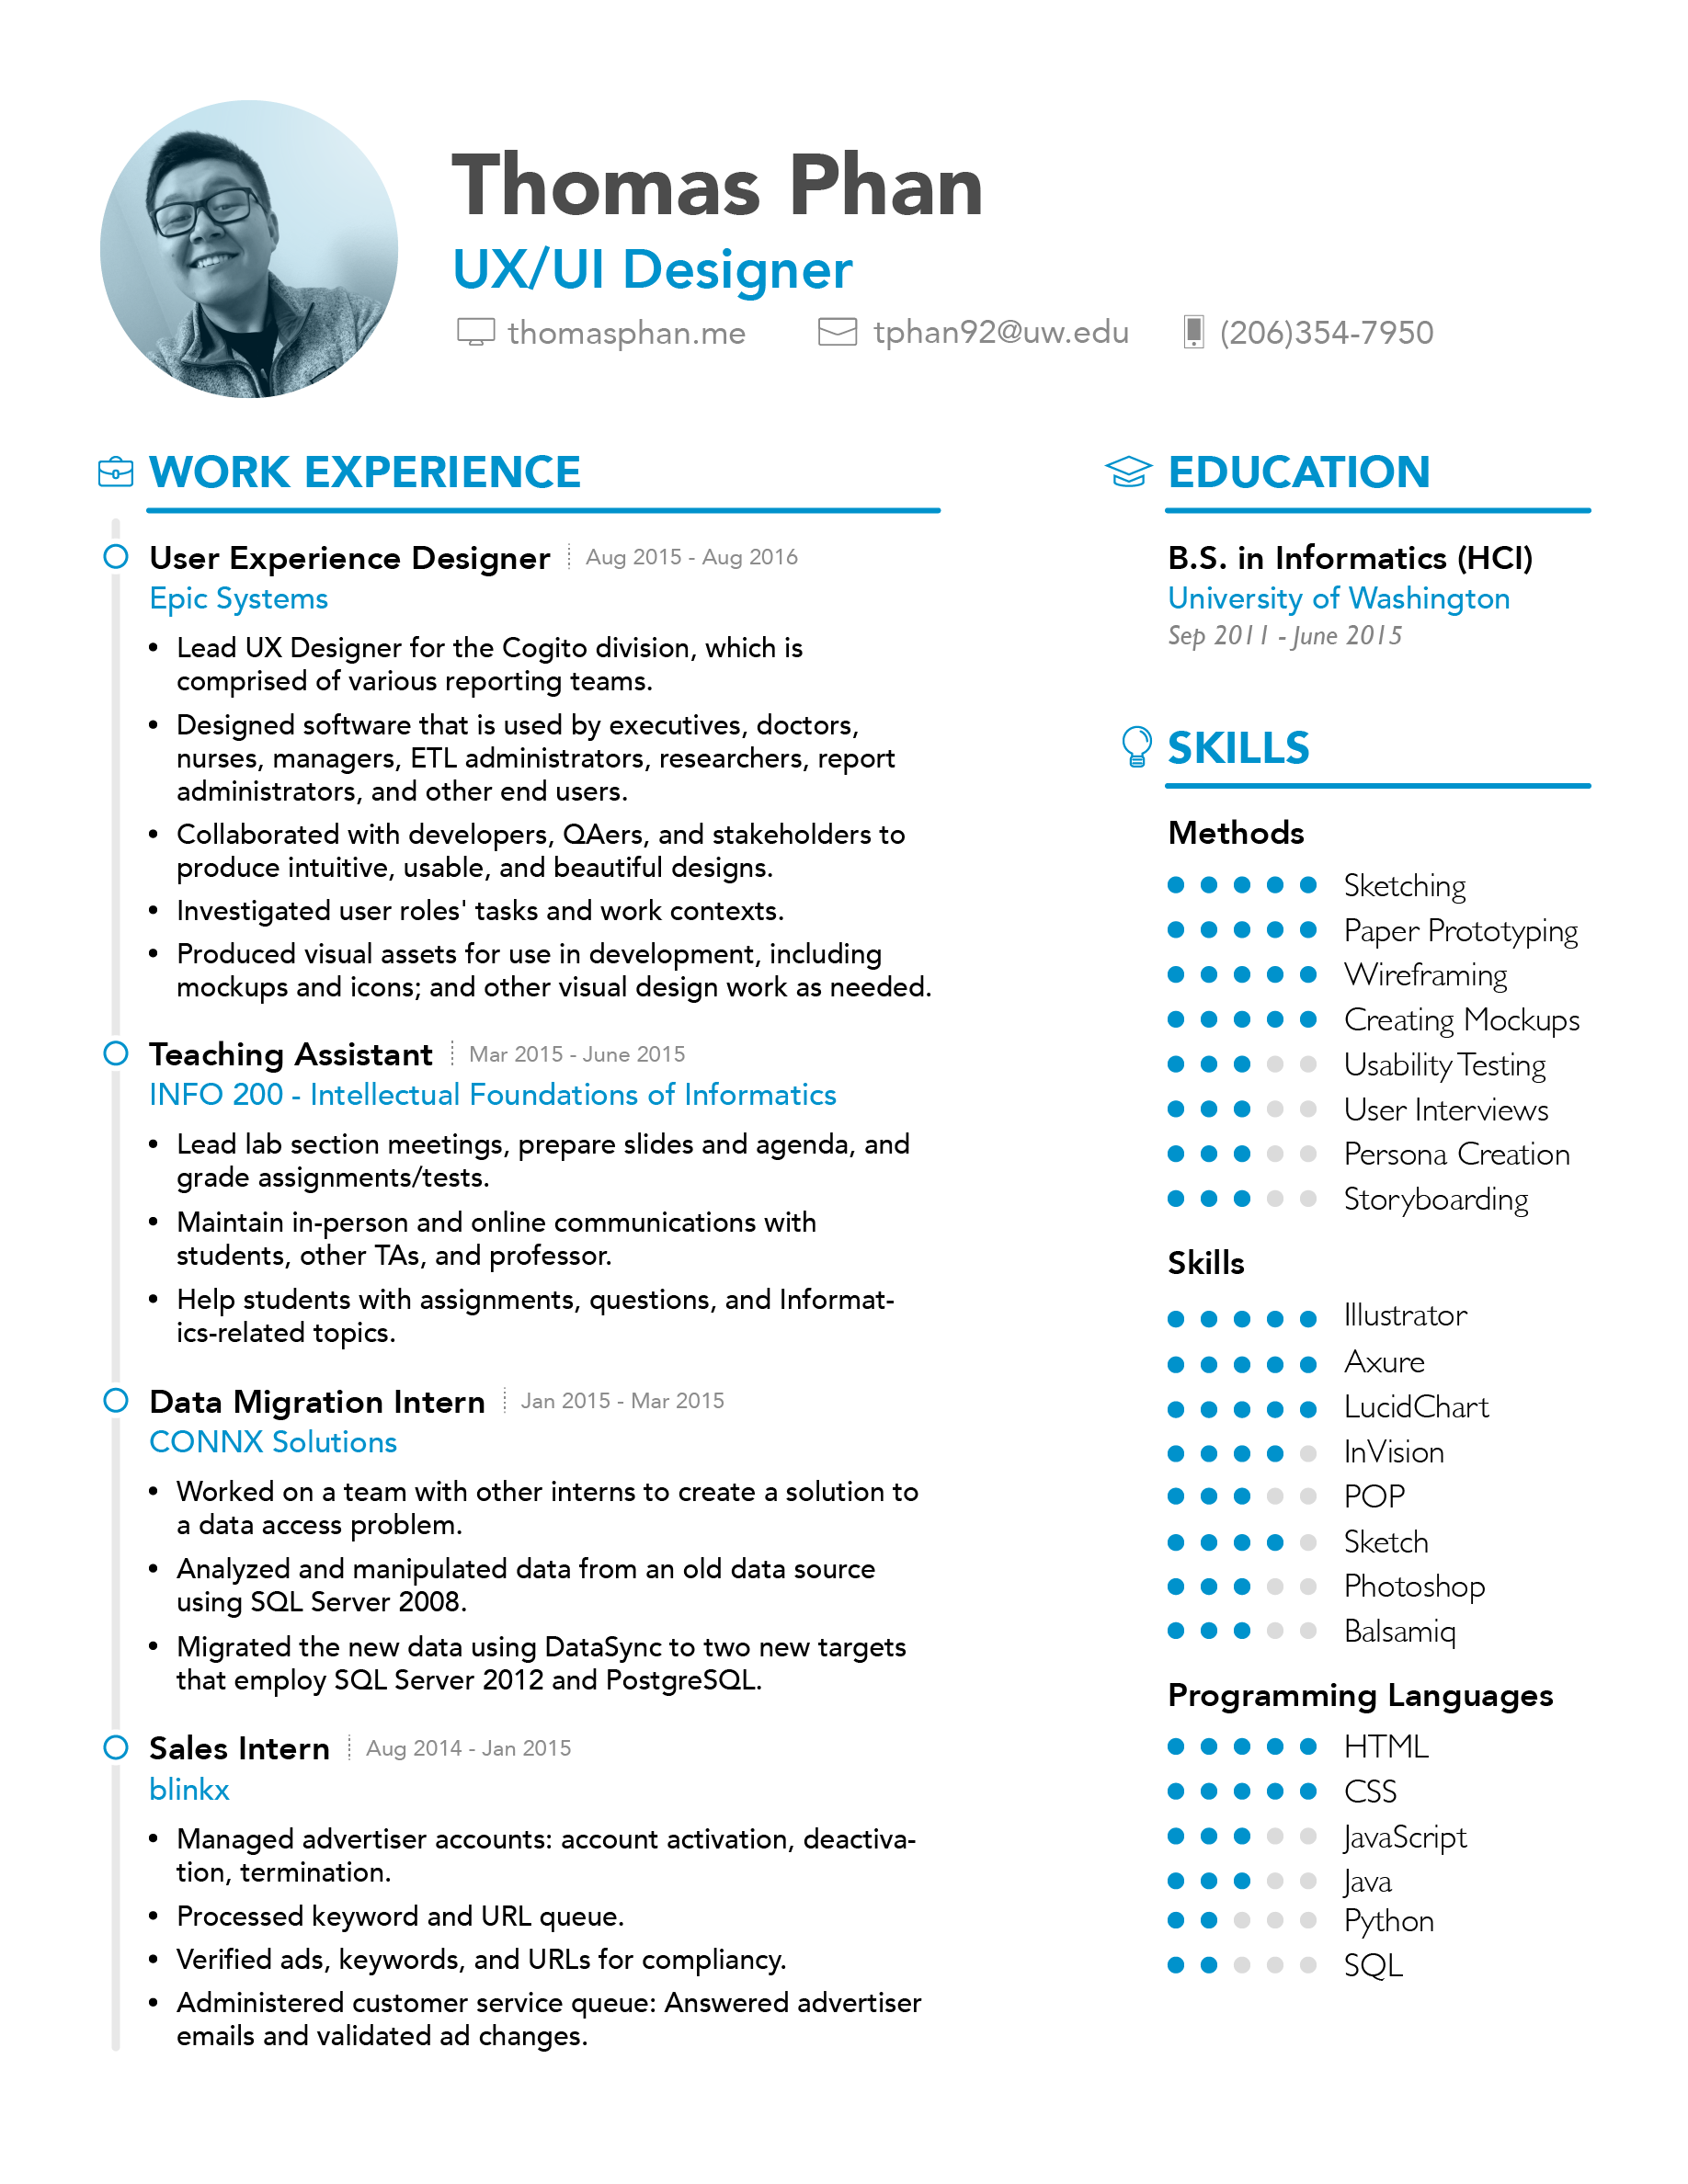 Thomas Phan
UX/UI Designer
thomasphan.me
tphan92@uw.edu
(206)354-7950
WORK EXPERIENCE
User Experience Designer
Aug 2015 - Aug 2016
Epic Systems
• Lead UX Designer for the Cogito division, which is
comprised of various reporting teams.
• Designed software that is used by executives, doctors,
nurses, managers, ETL administrators, researchers, report
administrators, and other end users.
• Collaborated with developers, QAers, and stakeholders to
produce intuitive, usable, and beautiful designs.
• Investigated user roles' tasks and work contexts.
• Produced visual assets for use in development, including
mockups and icons; and other visual design work as needed.
Teaching Assistant
Mar 2015 - June 2015
INFO 200 - Intellectual Foundations of Informatics
• Lead lab section meetings, prepare slides and agenda, and
grade assignments/tests.
• Maintain in-person and online communications with
students, other TAs, and professor.
• Help students with assignments, questions, and Informat-
ics-related topics.
Data Migration Intern
Jan 2015 - Mar 2015
CONNX Solutions
• Worked on a team with other interns to create a solution to
a data access problem.
• Analyzed and manipulated data from an old data source
using SQL Server 2008.
• Migrated the new data using DataSync to two new targets
that employ SQL Server 2012 and PostgreSQL.
Sales Intern
Aug 2014 - Jan 2015
blinkx
• Managed advertiser accounts: account activation, deactiva-
tion, termination.
• Processed keyword and URL queue.
• Verified ads, keywords, and URLs for compliancy.
• Administered customer service queue: Answered advertiser
emails and validated ad changes.
EDUCATION
B.S. in Informatics (HCI)
University of Washington
Sep 2011 - June 2015
SKILLS
Methods
Sketching
Paper Prototyping
Wireframing
Creating Mockups
Usability Testing
User Interviews
Persona Creation
Storyboarding
Skills
Illustrator
Axure
LucidChart
InVision
POP
Sketch
Photoshop
Balsamiq
Programming Languages
HTML
CSS
JavaScript
Java
Python
SQL